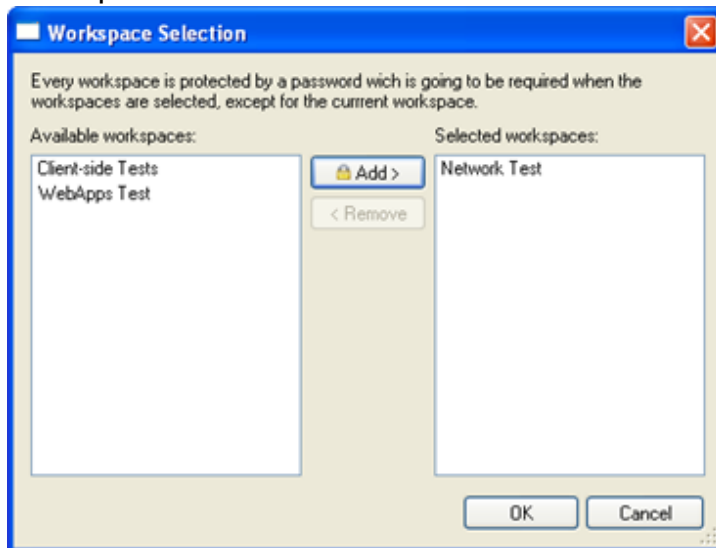 Workspace Selection
Every workspace is protected by a password wich is going to be required when the
workspaces are selected, except for the currrent workspace.
Available workspaces:
Selected workspaces:
Client-side Tests
WebApps Test
Add >
< Remove
Network Test
OK
Cancel